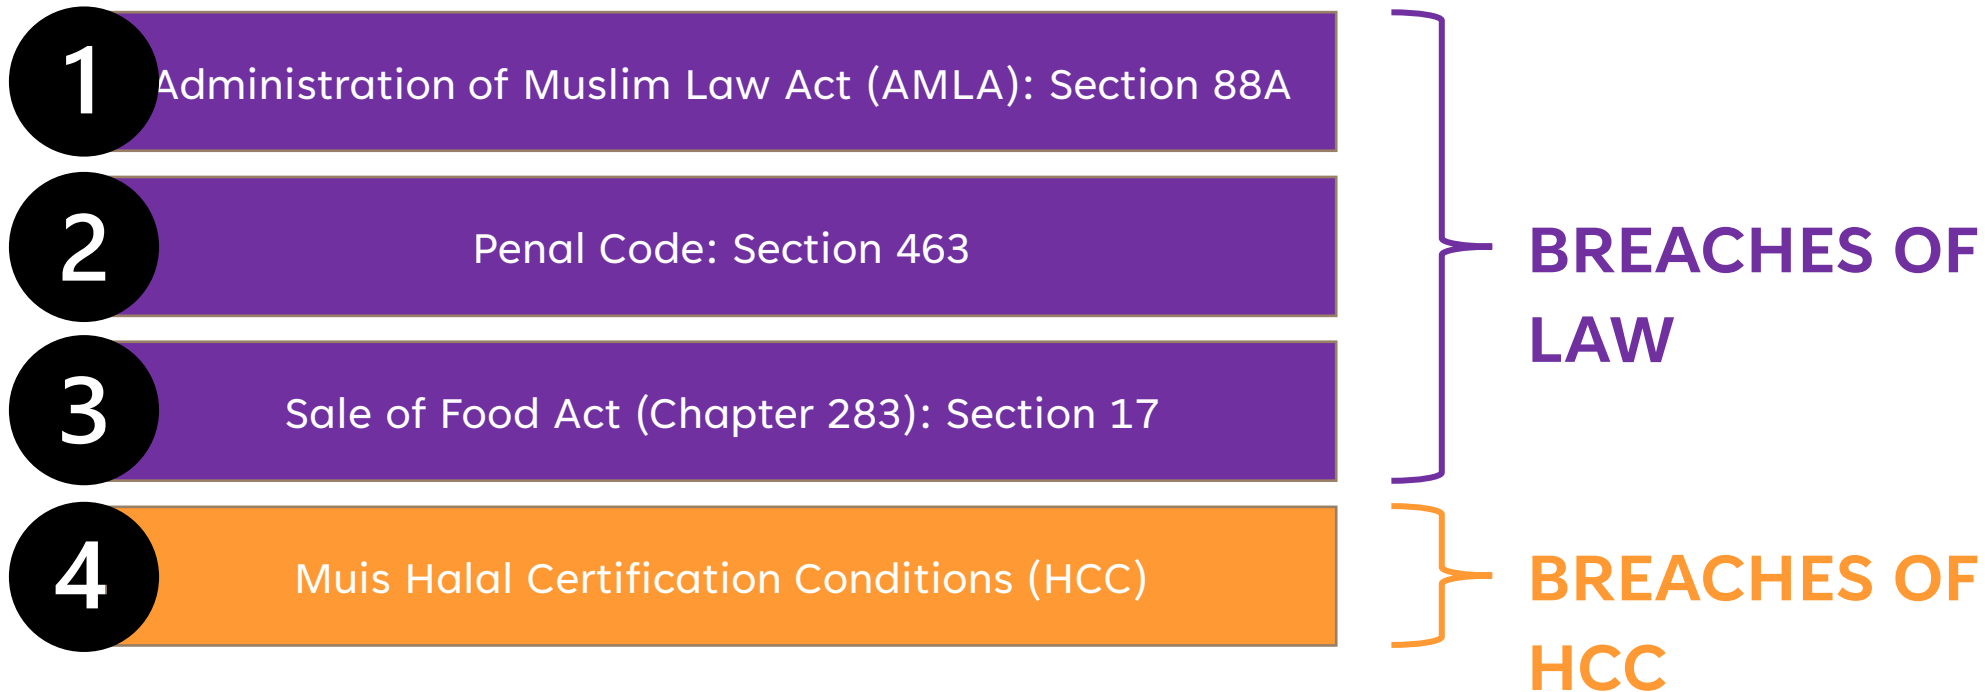 1
Administration of Muslim Law Act (AMLA): Section 88A
2
Penal Code: Section 463
3
Sale of Food Act (Chapter 283): Section 17
BREACHES OF
LAW
4
Muis Halal Certification Conditions (HCC)
BREACHES OF
HCC